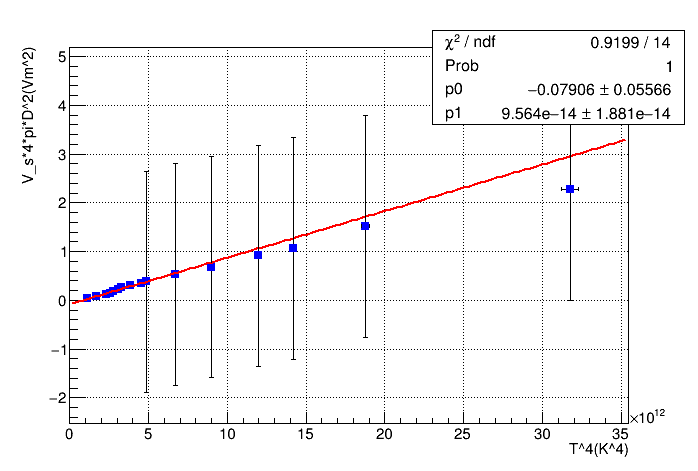 χ² / ndf 0.9199 / 14
Prob 1
p0 −0.07906 ± 0.05566
p1 9.564e−14 ± 1.881e−14
V_s*4*pi*D^2(Vm^2)
5
4
3
2
1
0
−1
−2
0 5 10 15 20 25 30 35
×10¹²
T^4(K^4)